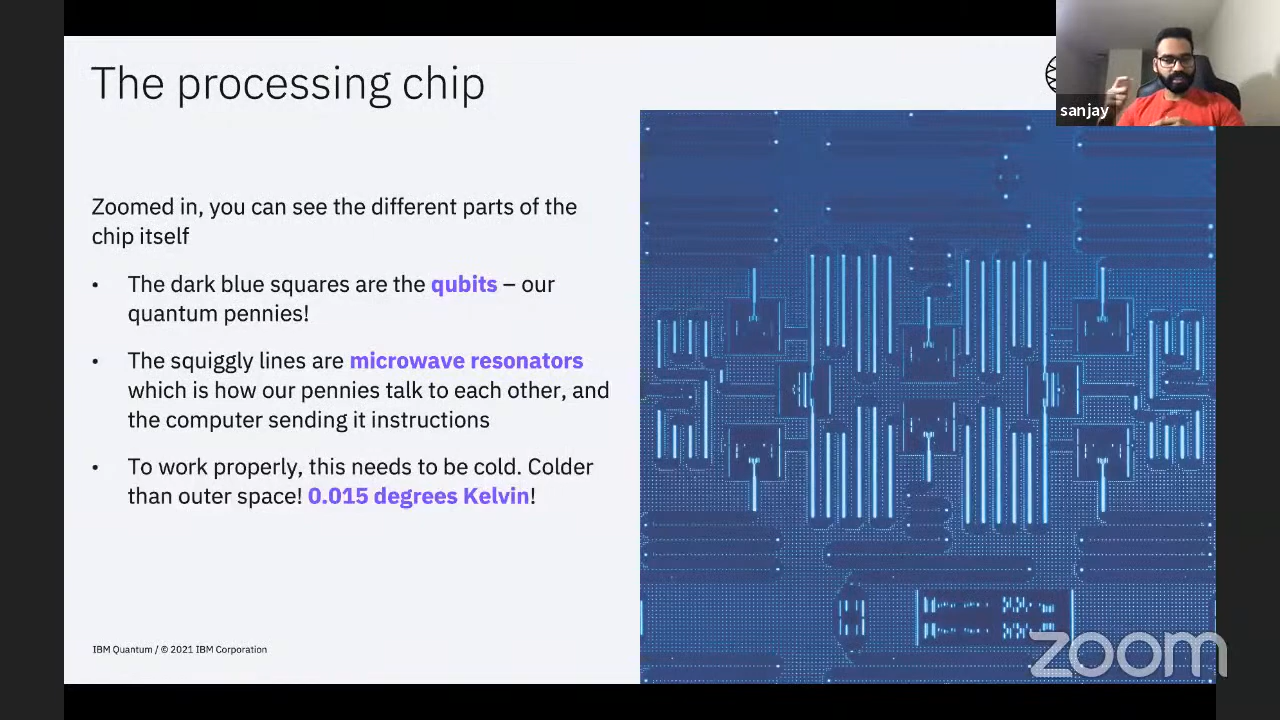 The processing chip
sanjay
Zoomed in, you can see the different parts of the
chip itself
• The dark blue squares are the qubits – our
quantum pennies!
• The squiggly lines are microwave resonators
which is how our pennies talk to each other, and
the computer sending it instructions
• To work properly, this needs to be cold. Colder
than outer space! 0.015 degrees Kelvin!
IBM Quantum / © 2021 IBM Corporation
zoom